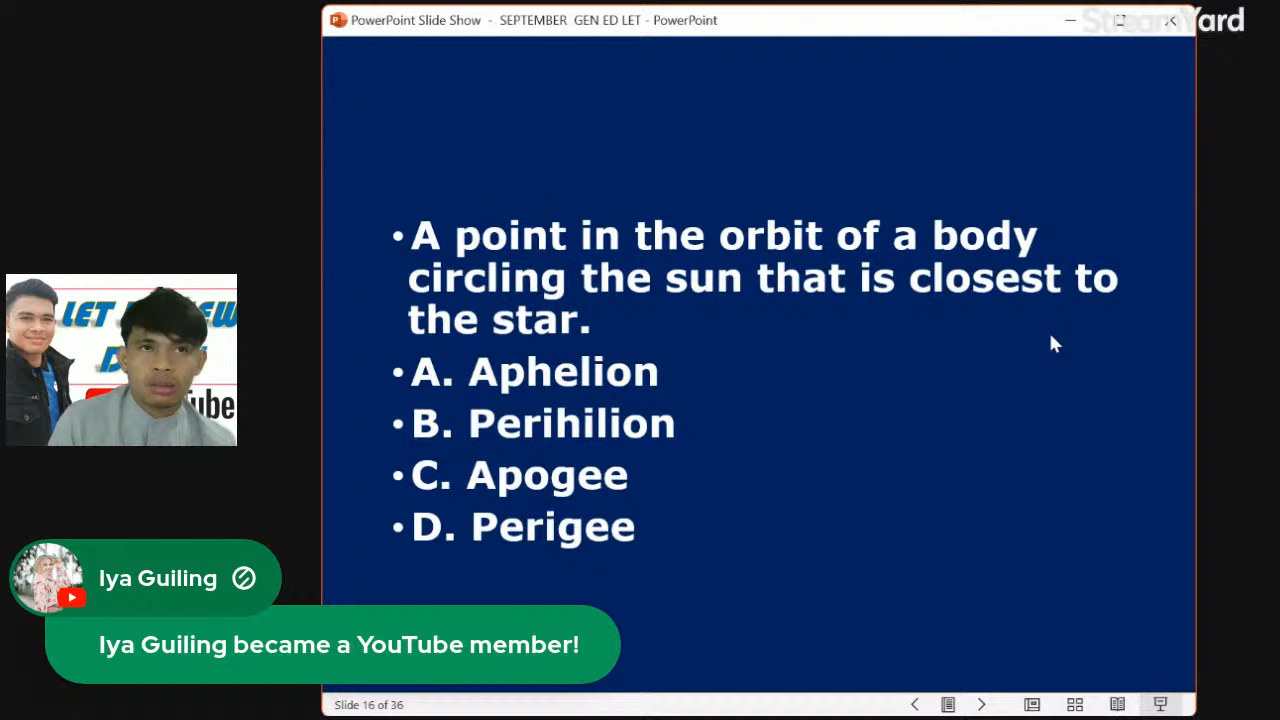 PowerPoint Slide Show - SEPTEMBER GEN ED LET - PowerPoint
StreamYard
• A point in the orbit of a body
circling the sun that is closest to
the star.
• A. Aphelion
• B. Perihilion
• C. Apogee
• D. Perigee
LET
Iya Guiling
Iya Guiling became a YouTube member!
Slide 16 of 36